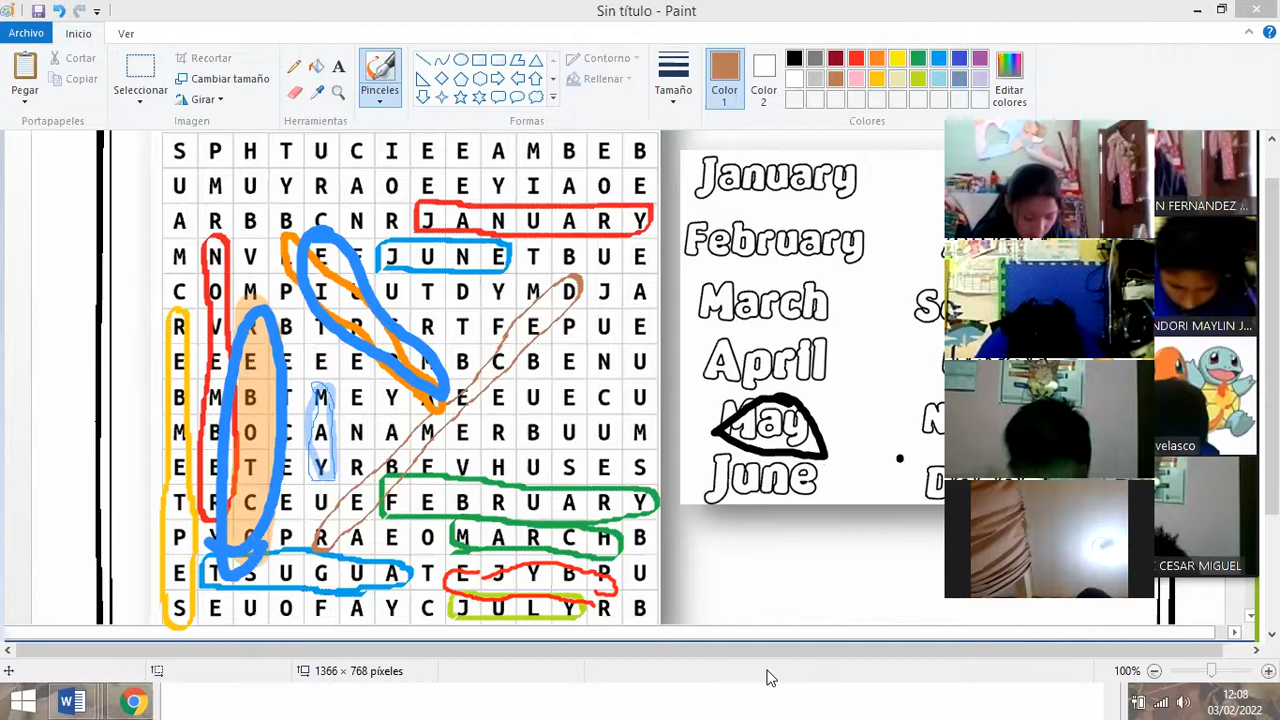 Sin título - Paint
Archivo Inicio Ver
Pegar
Cortar
Copiar
Portapapeles
Seleccionar
Recortar
Cambiar tamaño
Girar
Imagen
Herramientas
Pinceles
Contorno
Rellenar
Formas
Tamaño
Color 1
Color 2
Editar colores
Colores
S P H T U C I E E A M B E B
U M U Y R A O E E Y I A O E
A R B B C N R J A N U A R Y
M N V E J U N E T B U E
C O M P I U T D Y M D J A
R V B T R T F E P U E
E E E E E M B C B E N U
B M B T M E Y E E U E C U
M B O C A N A M E R B U U M
E E T E Y R B E V H U S E S
T R C E U E F E B R U A R Y
P Y O P R A E O M A R C H B
E T S U G U A T E J Y B R U
S E U O F A Y C J U L Y R B
January
February
March
April
May
June
N FERNANDEZ ...
NDORI MAYLIN J...
velasco
CESAR MIGUEL
1366 × 768 píxeles
100%
12:08
03/02/2022